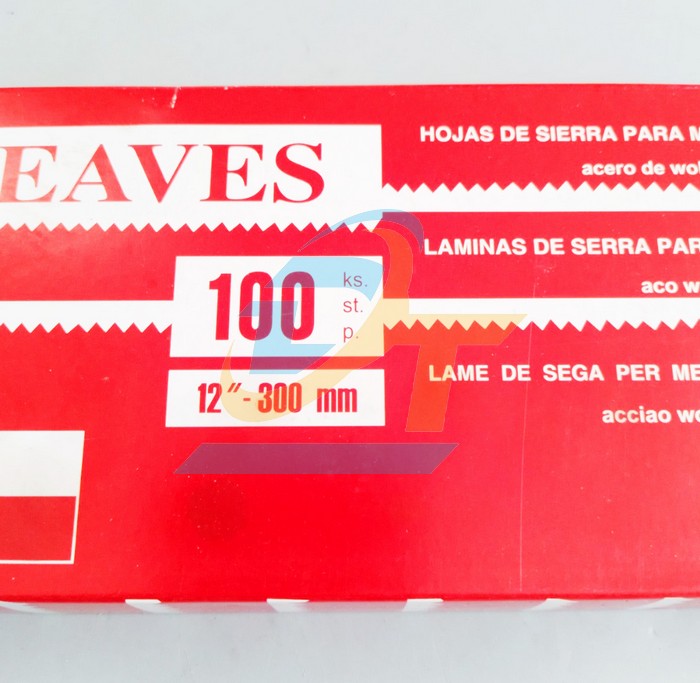 EAVES
HOJAS DE SIERRA PARA M
acero de wol
LAMINAS DE SERRA PAR
aco w
100
ks.
st.
p.
12″- 300 mm
LAME DE SEGA PER ME
acciao wo
DT